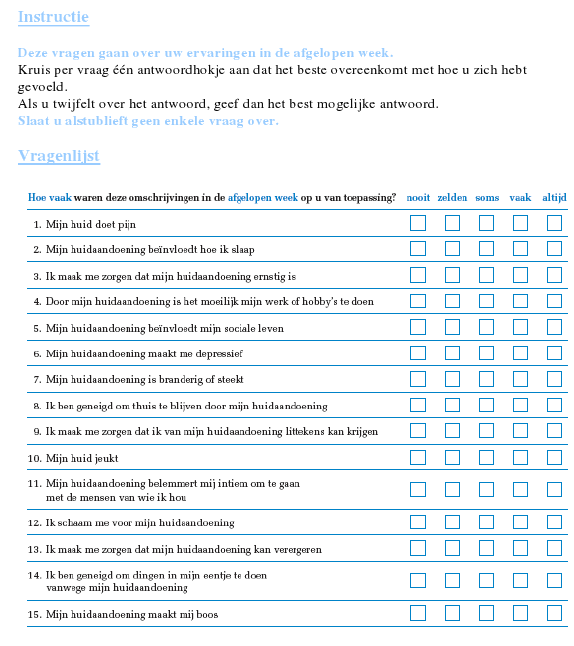 Instructie
Deze vragen gaan over uw ervaringen in de afgelopen week.
Kruis per vraag één antwoordhokje aan dat het beste overeenkomt met hoe u zich hebt
gevoeld.
Als u twijfelt over het antwoord, geef dan het best mogelijke antwoord.
Slaat u alstublieft geen enkele vraag over.
Vragenlijst
Hoe vaak waren deze omschrijvingen in de afgelopen week op u van toepassing? nooit zelden soms vaak altijd
1. Mijn huid doet pijn
2. Mijn huidaandoening beïnvloedt hoe ik slaap
3. Ik maak me zorgen dat mijn huidaandoening ernstig is
4. Door mijn huidaandoening is het moeilijk mijn werk of hobby's te doen
5. Mijn huidaandoening beïnvloedt mijn sociale leven
6. Mijn huidaandoening maakt me depressief
7. Mijn huidaandoening is branderig of steekt
8. Ik ben geneigd om thuis te blijven door mijn huidaandoening
9. Ik maak me zorgen dat ik van mijn huidaandoening littekens kan krijgen
10. Mijn huid jeukt
11. Mijn huidaandoening belemmert mij intiem om te gaan
met de mensen van wie ik hou
12. Ik schaam me voor mijn huidaandoening
13. Ik maak me zorgen dat mijn huidaandoening kan verergeren
14. Ik ben geneigd om dingen in mijn eentje te doen
vanwege mijn huidaandoening
15. Mijn huidaandoening maakt mij boos